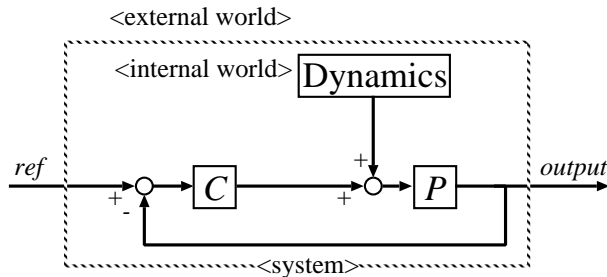 <external world>
<internal world>
Dynamics
ref
+
-
C
+
+
P
output
<system>